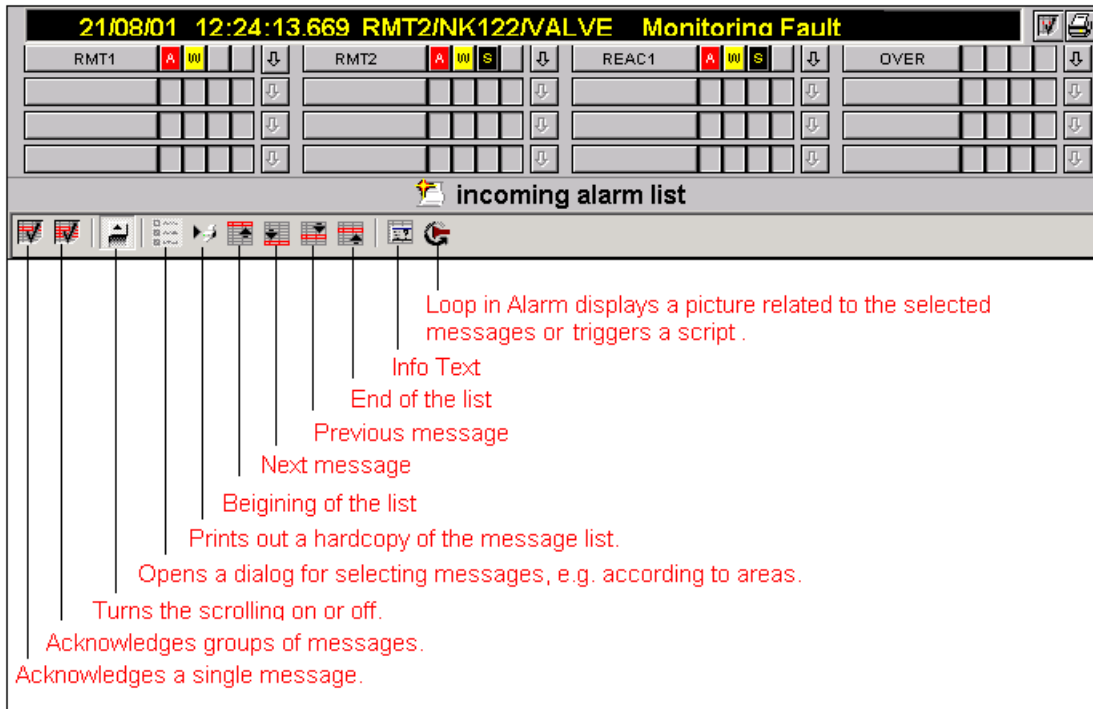 21/08/01 12:24:13.669 RMT2/NK122/VALVE Monitoring Fault
RMT1 A W RMT2 A W S REAC1 A W S OVER
incoming alarm list
Loop in Alarm displays a picture related to the selected
messages or triggers a script .
Info Text
End of the list
Previous message
Next message
Beigining of the list
Prints out a hardcopy of the message list.
Opens a dialog for selecting messages, e.g. according to areas.
Turns the scrolling on or off.
Acknowledges groups of messages.
Acknowledges a single message.